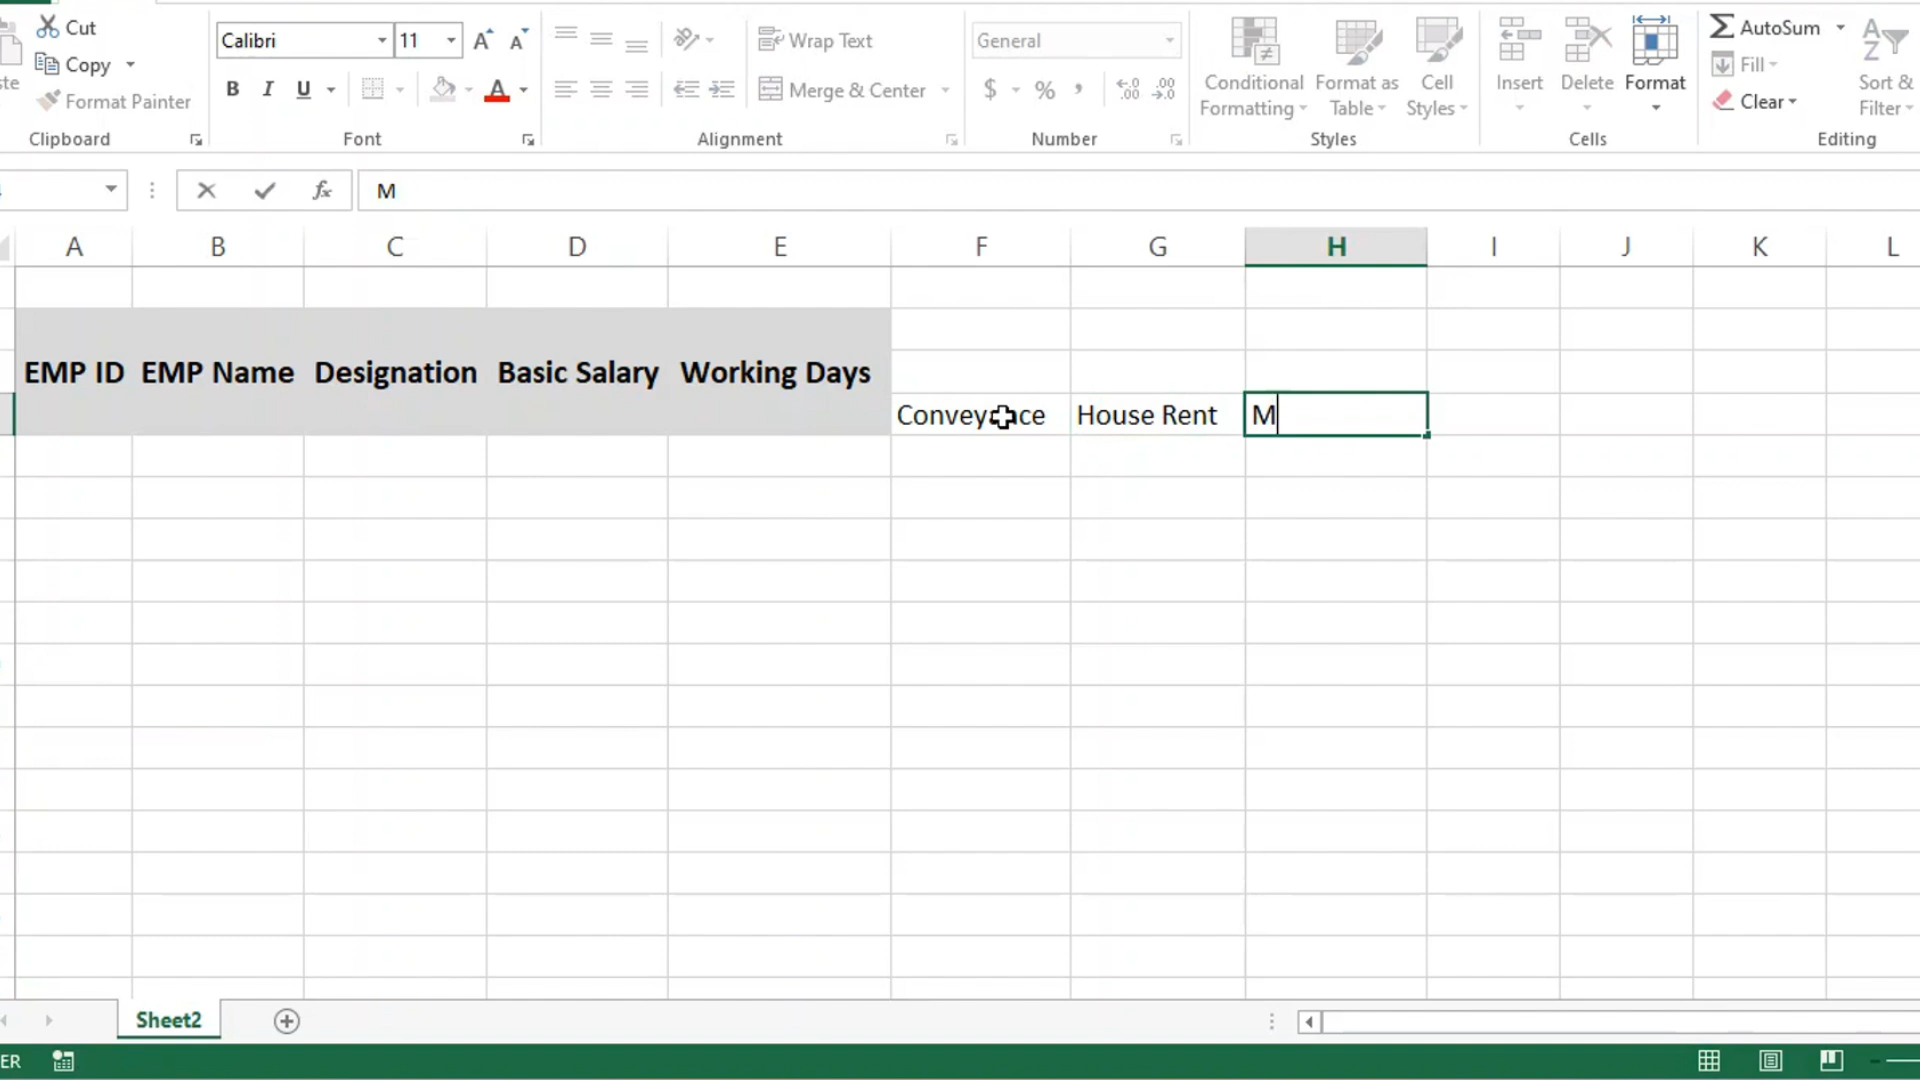 Cut
Copy
Format Painter
Clipboard
Calibri
11
B I U
Font
Wrap Text
Merge & Center
Alignment
General
$ % ,
Number
Conditional Formatting
Format as Table
Cell Styles
Styles
Insert
Delete
Format
Cells
AutoSum
Fill
Clear
Sort &
Filter
Editing
fx
M
A B C D E F G H I J K L
EMP ID EMP Name Designation Basic Salary Working Days
Conveyance House Rent M
Sheet2